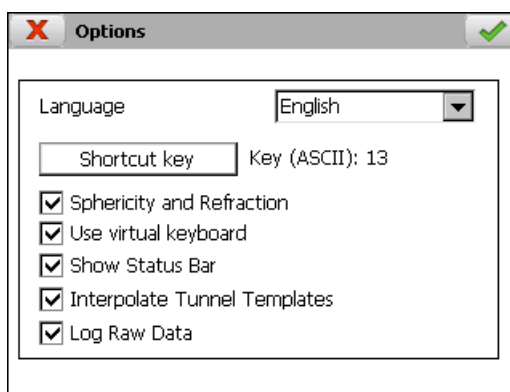 Options
Language English
Shortcut key Key (ASCII): 13
Sphericity and Refraction
Use virtual keyboard
Show Status Bar
Interpolate Tunnel Templates
Log Raw Data